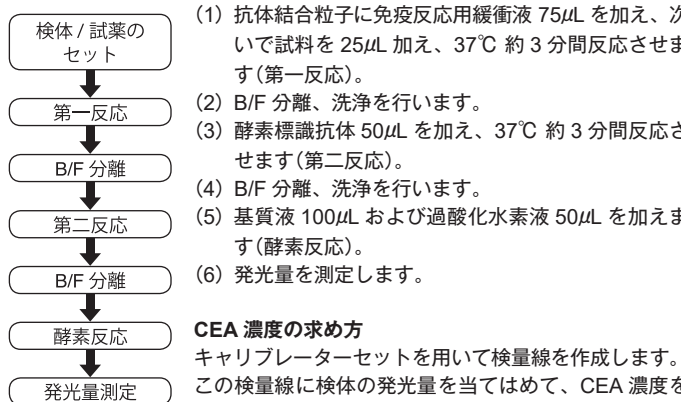 検体 / 試薬の
セット
第一反応
B/F 分離
第二反応
B/F 分離
酵素反応
発光量測定
(1) 抗体結合粒子に免疫反応用緩衝液 75μL を加え、次
いで試料を 25μL 加え、37℃ 約 3 分間反応させま
す(第一反応)。
(2) B/F 分離、洗浄を行います。
(3) 酵素標識抗体 50μL を加え、37℃ 約 3 分間反応さ
せます(第二反応)。
(4) B/F 分離、洗浄を行います。
(5) 基質液 100μL および過酸化水素液 50μL を加えま
す(酵素反応)。
(6) 発光量を測定します。
CEA 濃度の求め方
キャリブレーターセットを用いて検量線を作成します。
この検量線に検体の発光量を当てはめて、CEA 濃度を